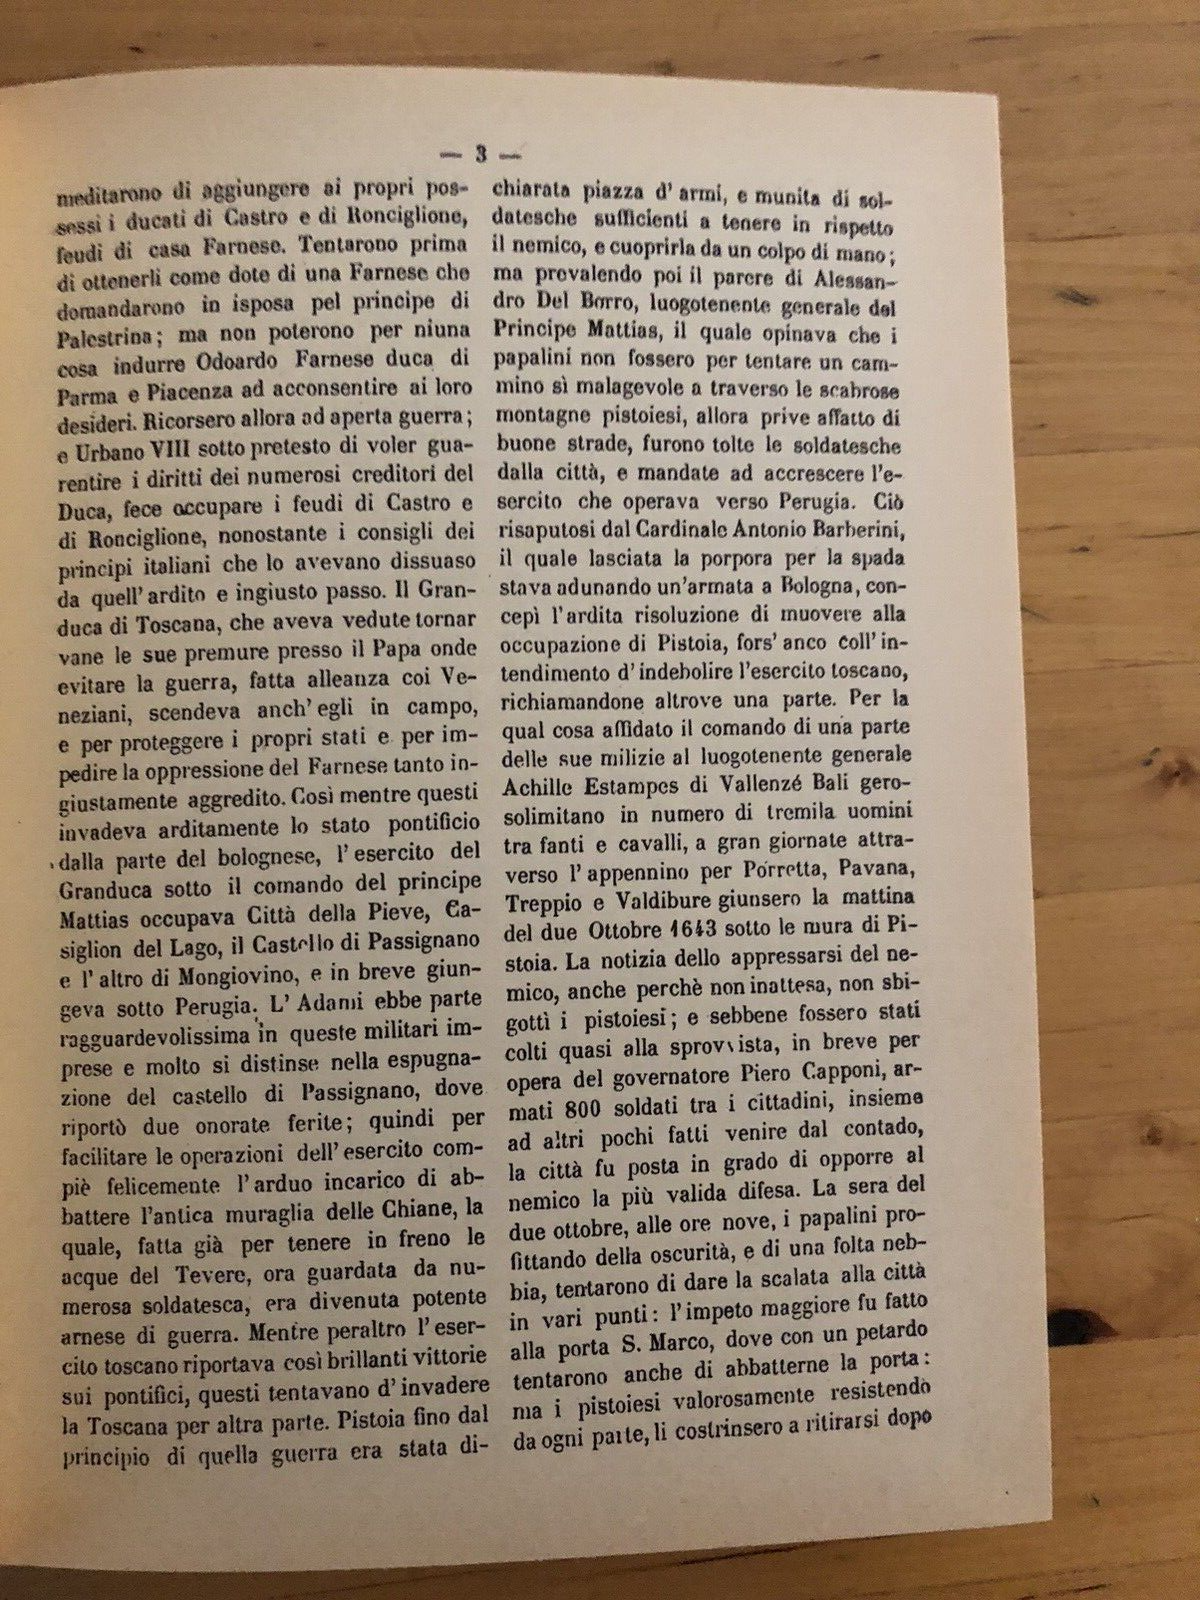 — 3 —
meditarono di aggiungere ai propri pos-
sessi i ducati di Castro e di Ronciglione,
feudi di casa Farnese. Tentarono prima
di ottenerli come dote di una Farnese che
domandarono in isposa pel principe di
Palestrina; ma non poterono per niuna
cosa indurre Odoardo Farnese duca di
Parma e Piacenza ad acconsentire ai loro
desideri. Ricorsero allora ad aperta guerra;
e Urbano VIII sotto pretesto di voler gua-
rentire i diritti dei numerosi creditori del
Duca, fece occupare i feudi di Castro e
di Ronciglione, nonostante i consigli dei
principi italiani che lo avevano dissuaso
da quell' ardito e ingiusto passo. Il Gran-
duca di Toscana, che aveva vedute tornar
vane le sue premure presso il Papa onde
evitare la guerra, fatta alleanza coi Ve-
neziani, scendeva anch' egli in campo,
e per proteggere i propri stati e per im-
pedire la oppressione del Farnese tanto in-
giustamente aggredito. Così mentre questi
invadeva arditamente lo stato pontificio
dalla parte del bolognese, l' esercito del
Granduca sotto il comando del principe
Mattias occupava Città della Pieve, Ca-
siglion del Lago, il Castello di Passignano
e l' altro di Mongiovino, e in breve giun-
geva sotto Perugia. L' Adami ebbe parte
ragguardevolissima in queste militari im-
prese e molto si distinse nella espugna-
zione del castello di Passignano, dove
riportò due onorate ferite; quindi per
facilitare le operazioni dell' esercito com-
piè felicemente l' arduo incarico di ab-
battere l'antica muraglia delle Chiane, la
quale, fatta già per tenere in freno le
acque del Tevere, ora guardata da nu-
merosa soldatesca, era divenuta potente
arnese di guerra. Mentre peraltro l' eser-
cito toscano riportava così brillanti vittorie
sui pontifici, questi tentavano d' invadere
la Toscana per altra parte. Pistoia fino dal
principio di quella guerra era stata di-
chiarata piazza d' armi, e munita di sol-
datesche sufficienti a tenere in rispetto
il nemico, e cuoprirla da un colpo di mano;
ma prevalendo poi il parere di Alessan-
dro Del Borro, luogotenente generale del
Principe Mattias, il quale opinava che i
papalini non fossero per tentare un cam-
mino sì malagevole a traverso le scabrose
montagne pistoiesi, allora prive affatto di
buone strade, furono tolte le soldatesche
dalla città, e mandate ad accrescere l'e-
sercito che operava verso Perugia. Ciò
risaputosi dal Cardinale Antonio Barberini,
il quale lasciata la porpora per la spada
stava adunando un'armata a Bologna, con-
cepì l' ardita risoluzione di muovere alla
occupazione di Pistoia, fors' anco coll' in-
tendimento d' indebolire l'esercito toscano,
richiamandone altrove una parte. Per la
qual cosa affidato il comando di una parte
delle sue milizie al luogotenente generale
Achille Estampes di Vallenzé Bali gero-
solimitano in numero di tremila uomini
tra fanti e cavalli, a gran giornate attra-
verso l' appennino per Porretta, Pavana,
Treppio e Valdibure giunsero la mattina
del due Ottobre 1643 sotto le mura di Pi-
stoia. La notizia dello appressarsi del ne-
mico, anche perchè non inattesa, non sbi-
gottì i pistoiesi; e sebbene fossero stati
colti quasi alla sprovvista, in breve per
opera del governatore Piero Capponi, ar-
mati 800 soldati tra i cittadini, insieme
ad altri pochi fatti venire dal contado,
la città fu posta in grado di opporre al
nemico la più valida difesa. La sera del
due ottobre, alle ore nove, i papalini pro-
fittando della oscurità, e di una folta neb-
bia, tentarono di dare la scalata alla città
in vari punti: l'impeto maggiore fu fatto
alla porta S. Marco, dove con un petardo
tentarono anche di abbatterne la porta:
ma i pistoiesi valorosamente resistendo
da ogni parte, li costrinsero a ritirarsi dopo